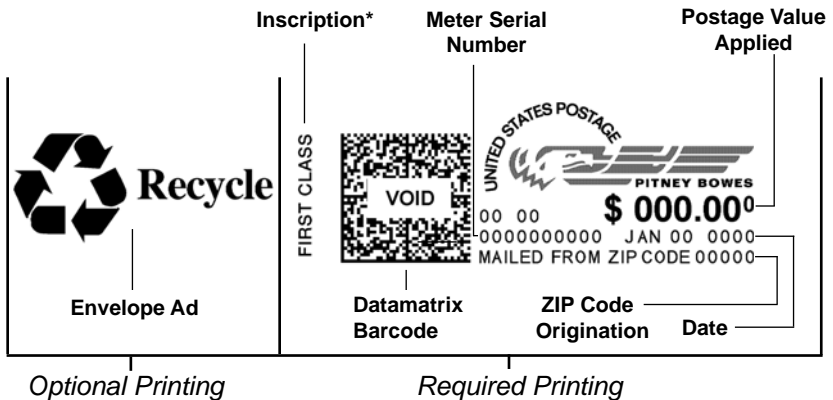 Inscription*
Meter Serial
Number
Postage Value
Applied
Recycle
FIRST CLASS
VOID
UNITED STATES POSTAGE
PITNEY BOWES
00 00
$ 000.00⁰
0000000000 JAN 00 0000
MAILED FROM ZIP CODE 00000
Envelope Ad
Datamatrix
Barcode
ZIP Code
Origination
Date
Optional Printing
Required Printing